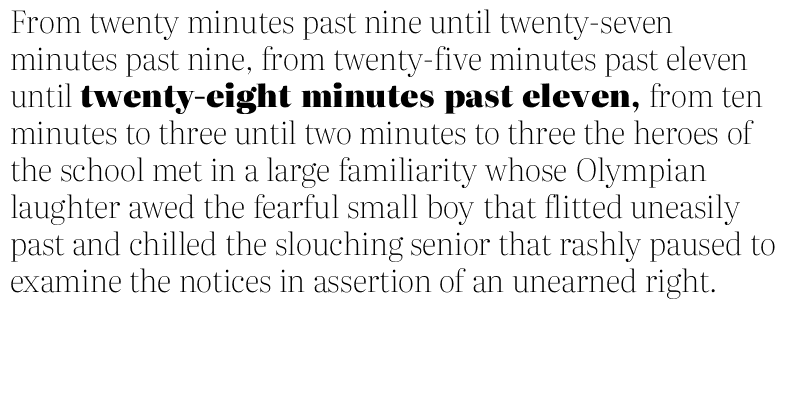 From twenty minutes past nine until twenty-seven
minutes past nine, from twenty-five minutes past eleven
until twenty-eight minutes past eleven, from ten
minutes to three until two minutes to three the heroes of
the school met in a large familiarity whose Olympian
laughter awed the fearful small boy that flitted uneasily
past and chilled the slouching senior that rashly paused to
examine the notices in assertion of an unearned right.